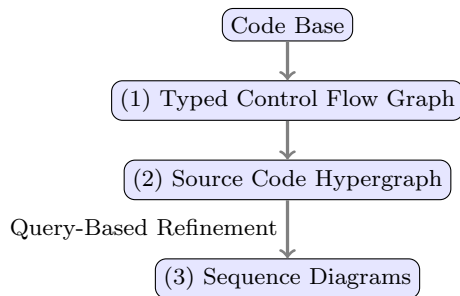 Code Base
(1) Typed Control Flow Graph
(2) Source Code Hypergraph
Query-Based Refinement
(3) Sequence Diagrams